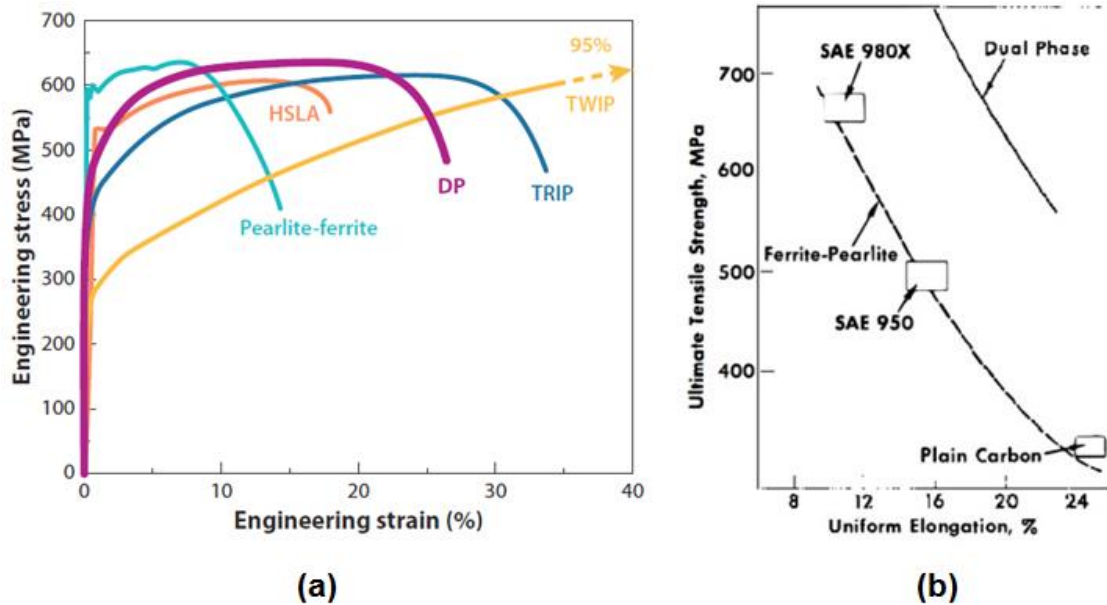 700
600
500
400
300
200
100
0
Engineering stress (MPa)
95%
TWIP
HSLA
DP
TRIP
Pearlite-ferrite
0
10
20
30
40
Engineering strain (%)
(a)
Ultimate Tensile Strength, MPa
700
600
500
400
SAE 980X
Dual Phase
Ferrite-Pearlite
SAE 950
Plain Carbon
8
12
16
20
24
Uniform Elongation, %
(b)